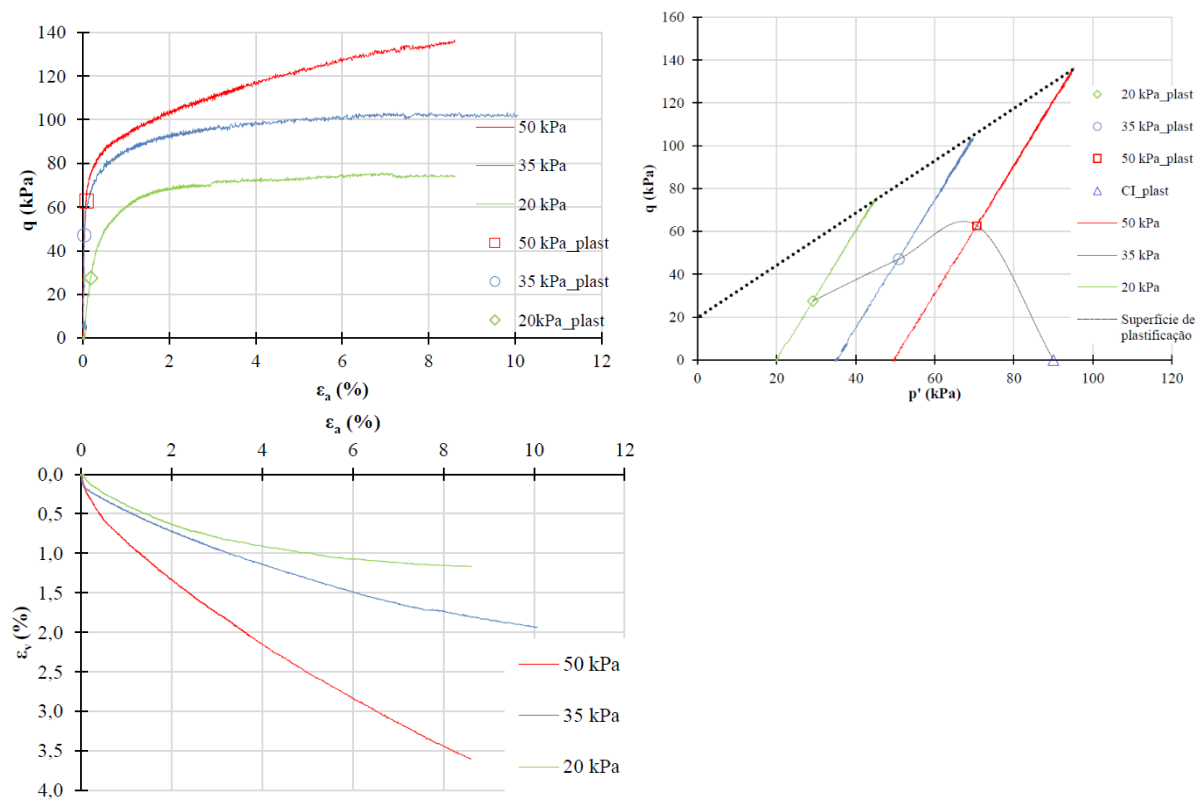 140
120
100
80
60
40
20
0
q (kPa)
0 2 4 6 8 10 12
εa (%)
50 kPa
35 kPa
20 kPa
50 kPa_plast
35 kPa_plast
20kPa_plast
160
140
120
100
80
60
40
20
0
q (kPa)
0 20 40 60 80 100 120
p' (kPa)
20 kPa_plast
35 kPa_plast
50 kPa_plast
CI_plast
50 kPa
35 kPa
20 kPa
Superfície de
plastificação
εa (%)
0 2 4 6 8 10 12
0,0
0,5
1,0
1,5
2,0
2,5
3,0
3,5
4,0
εv (%)
50 kPa
35 kPa
20 kPa